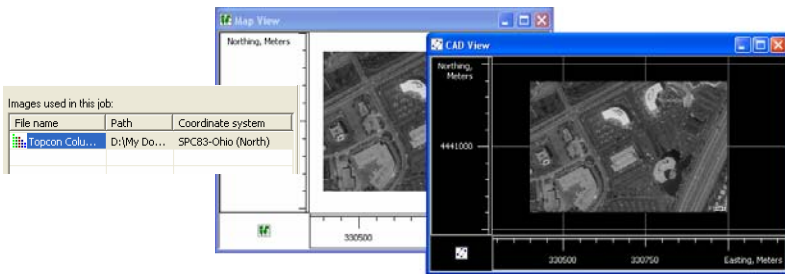 Map View
Northing, Meters
330500
CAD View
Northing,
Meters
4441000
330500 330750 Easting, Meters
Images used in this job:
File name Path Coordinate system
Topcon Colu... D:\My Do... SPC83-Ohio (North)